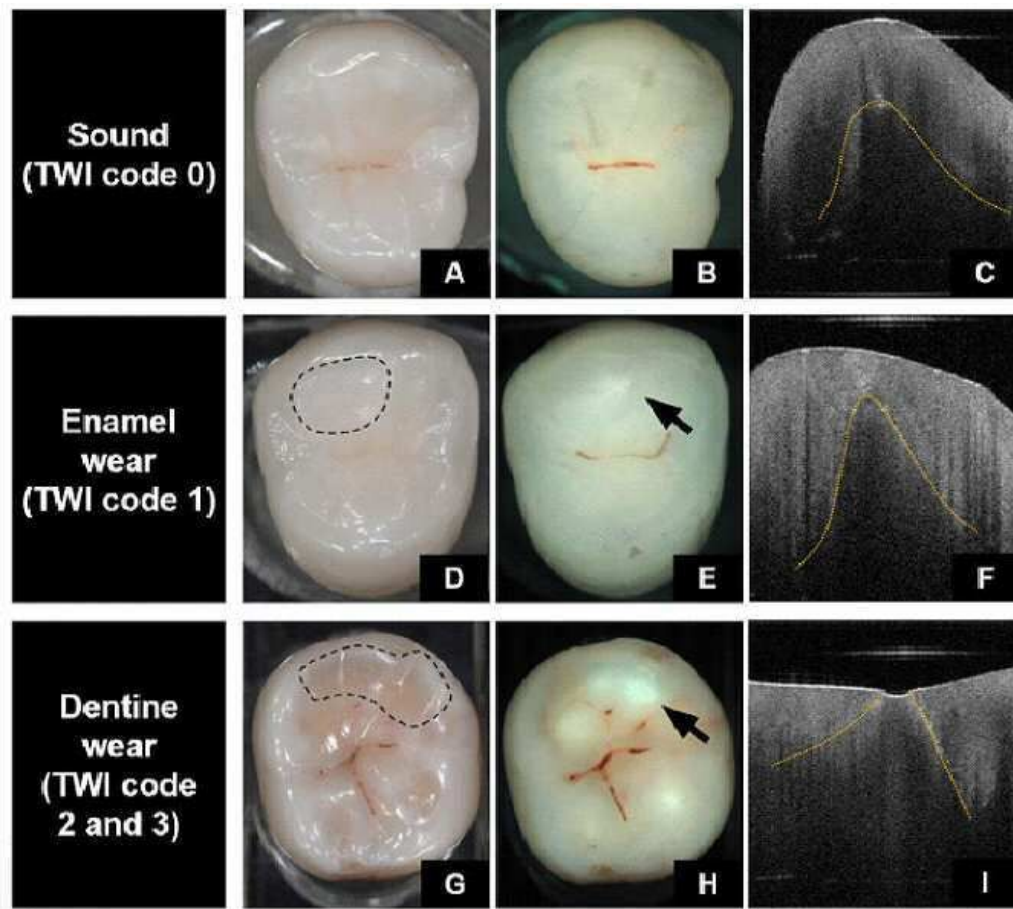 Sound
(TWI code 0)
A
B
C
Enamel
wear
(TWI code 1)
D
E
F
Dentine
wear
(TWI code
2 and 3)
G
H
I